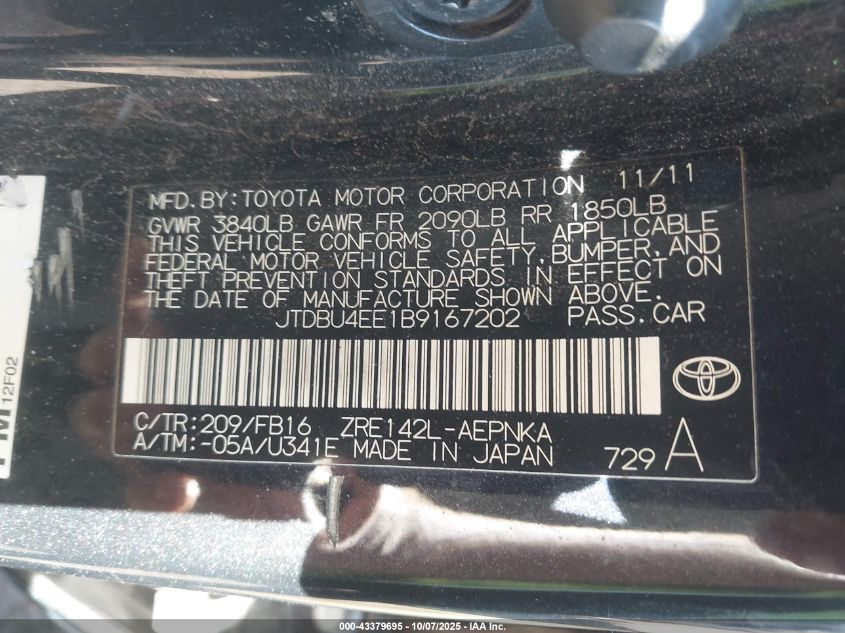 MFD.BY:TOYOTA MOTOR CORPORATION 11/11
GVWR 3840LB GAWR FR 2090LB RR 1850LB
THIS VEHICLE CONFORMS TO ALL APPLICABLE
FEDERAL MOTOR VEHICLE SAFETY,BUMPER,AND
THEFT PREVENTION STANDARDS IN EFFECT ON
THE DATE OF MANUFACTURE SHOWN ABOVE.
JTDBU4EE1B9167202 PASS.CAR
C/TR:209/FB16 ZRE142L-AEPNKA
A/TM:-05A/U341E MADE IN JAPAN 729 A
12F02
000-43379695 - 10/07/2025 - IAA Inc.